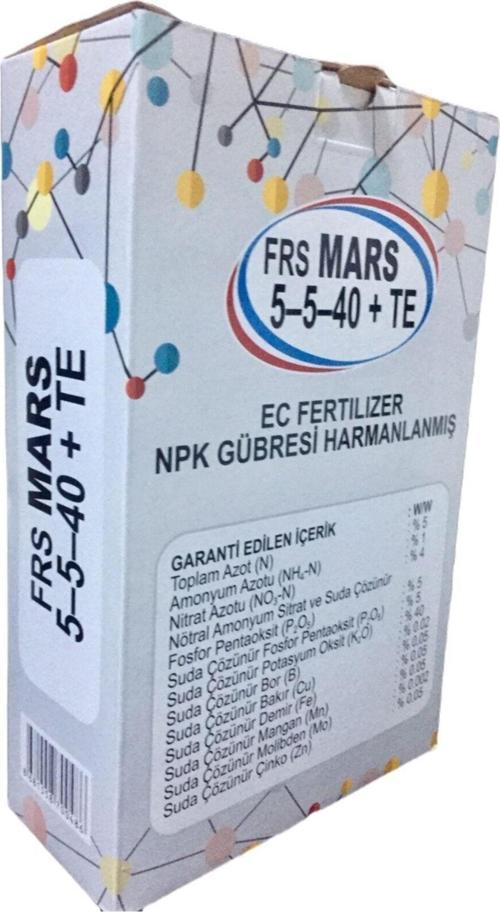 FRS MARS
5–5–40 + TE
EC FERTILIZER
NPK GÜBRESİ HARMANLANMIŞ
GARANTİ EDİLEN İÇERİK : W/W
Toplam Azot (N) : % 5
Amonyum Azotu (NH₄-N) : % 1
Nitrat Azotu (NO₃-N) : % 4
Nötral Amonyum Sitrat ve Suda Çözünür
Fosfor Pentaoksit (P₂O₅) : % 5
Suda Çözünür Fosfor Pentaoksit (P₂O₅) : % 5
Suda Çözünür Potasyum Oksit (K₂O) : % 40
Suda Çözünür Bor (B) : % 0.02
Suda Çözünür Bakır (Cu) : % 0.05
Suda Çözünür Demir (Fe) : % 0.05
Suda Çözünür Mangan (Mn) : % 0.05
Suda Çözünür Molibden (Mo) : % 0.002
Suda Çözünür Çinko (Zn) : % 0.05
FRS MARS
5–5–40 + TE